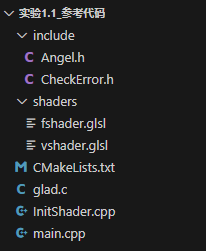 实验1.1_参考代码
include
Angel.h
CheckError.h
shaders
fshader.glsl
vshader.glsl
CMakeLists.txt
glad.c
InitShader.cpp
main.cpp